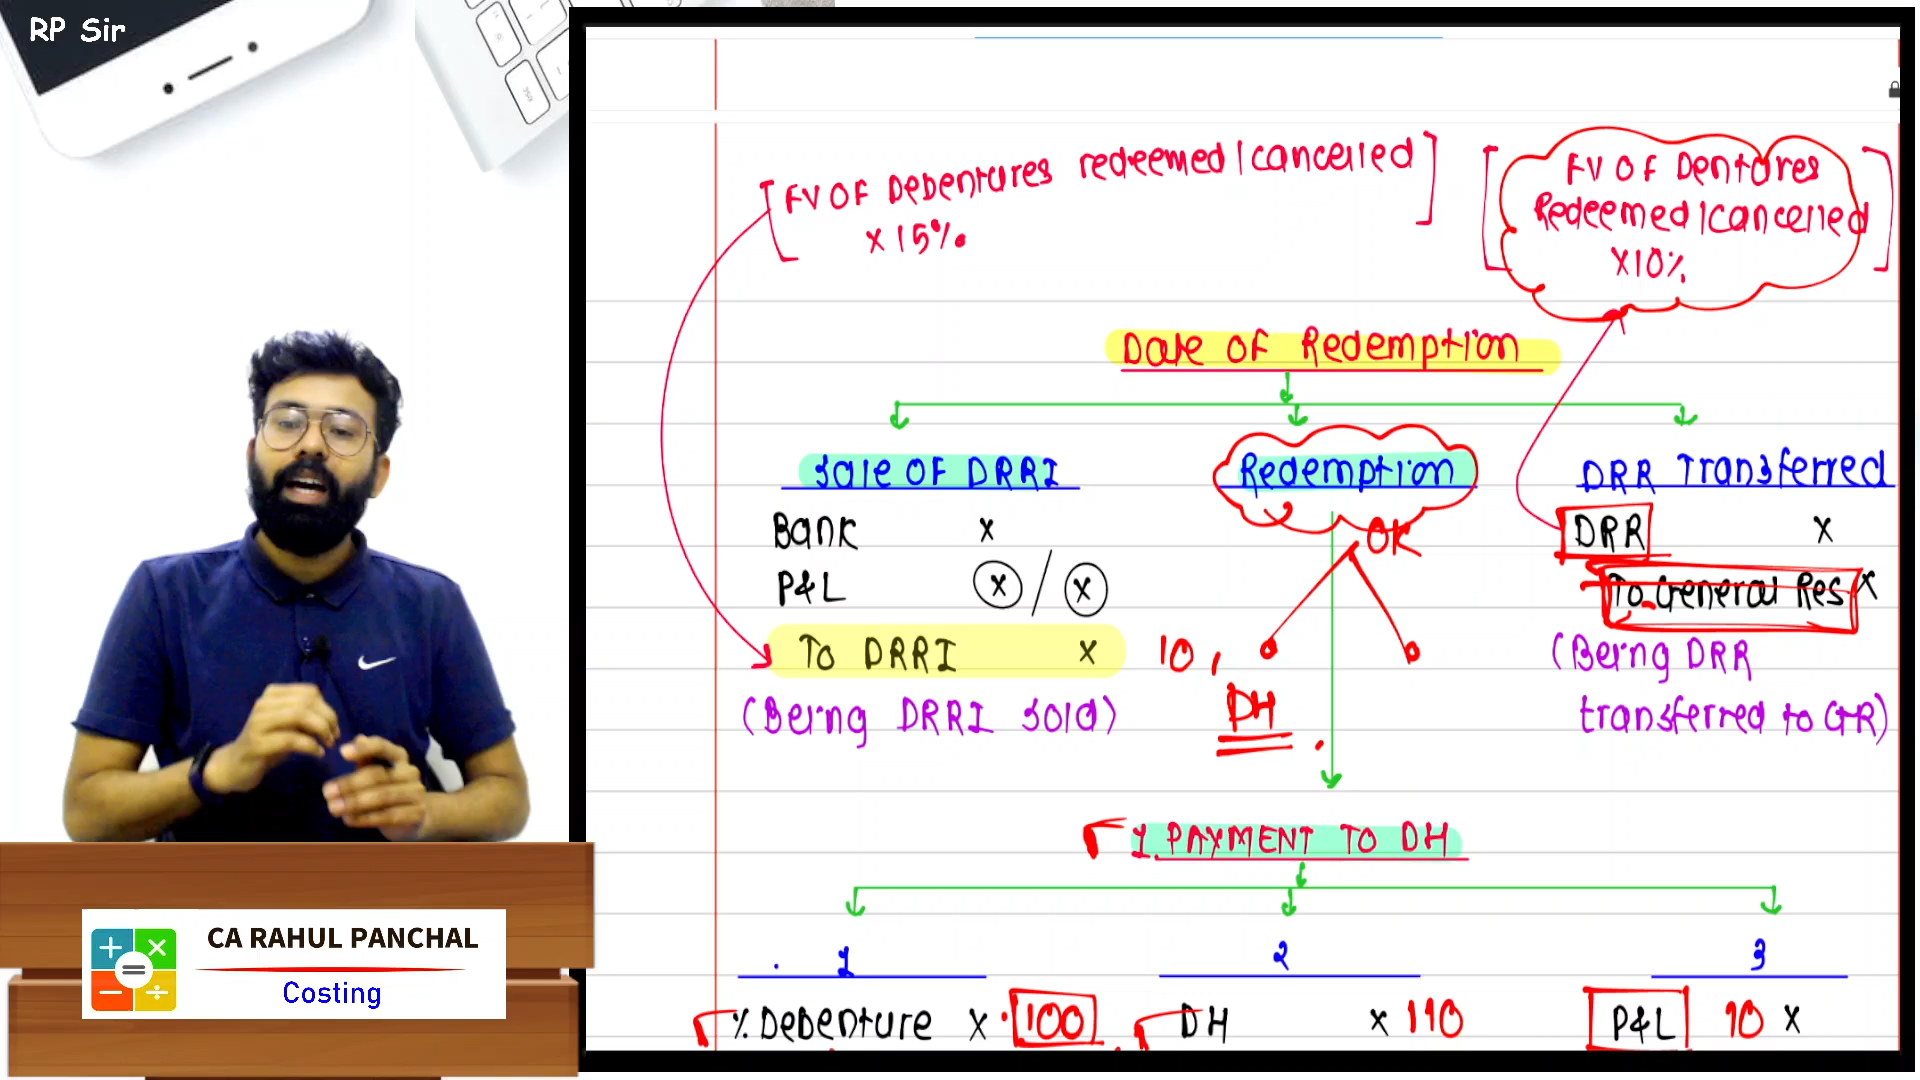 RP Sir
[FV OF Debentures redeemed/cancelled]
x 15%.
[FV OF Dentures
Redeemed/cancelled
x10%]
Date OF Redemption
Sale OF DRRI
Redemption
DRR Transferred
Bank x
P&L x / x
To DRRI x
(Being DRRI sold)
OK
10,
DH
DRR x
To General Res x
(Being DRR
transferred to GR)
1. PAYMENT TO DH
1
2
3
% Debenture x 100
DH x 110
P&L 10 x
CA RAHUL PANCHAL
Costing